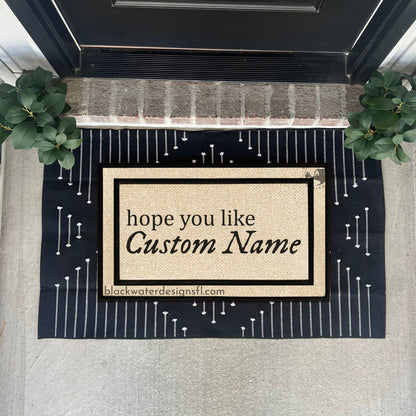 hope you like
Custom Name
blackwaterdesignsfl.com